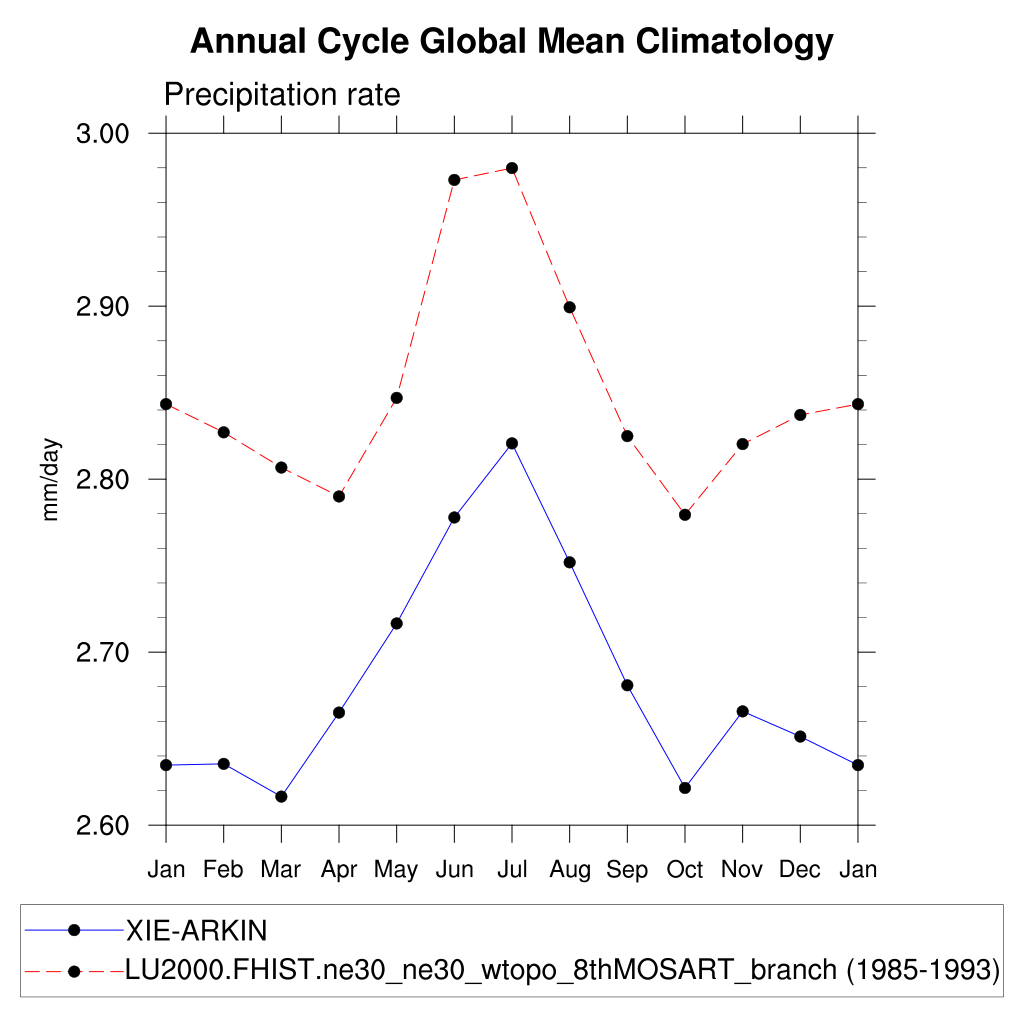 Annual Cycle Global Mean Climatology
Precipitation rate
3.00
2.90
2.80
2.70
2.60
mm/day
Jan Feb Mar Apr May Jun Jul Aug Sep Oct Nov Dec Jan
XIE-ARKIN
LU2000.FHIST.ne30_ne30_wtopo_8thMOSART_branch (1985-1993)